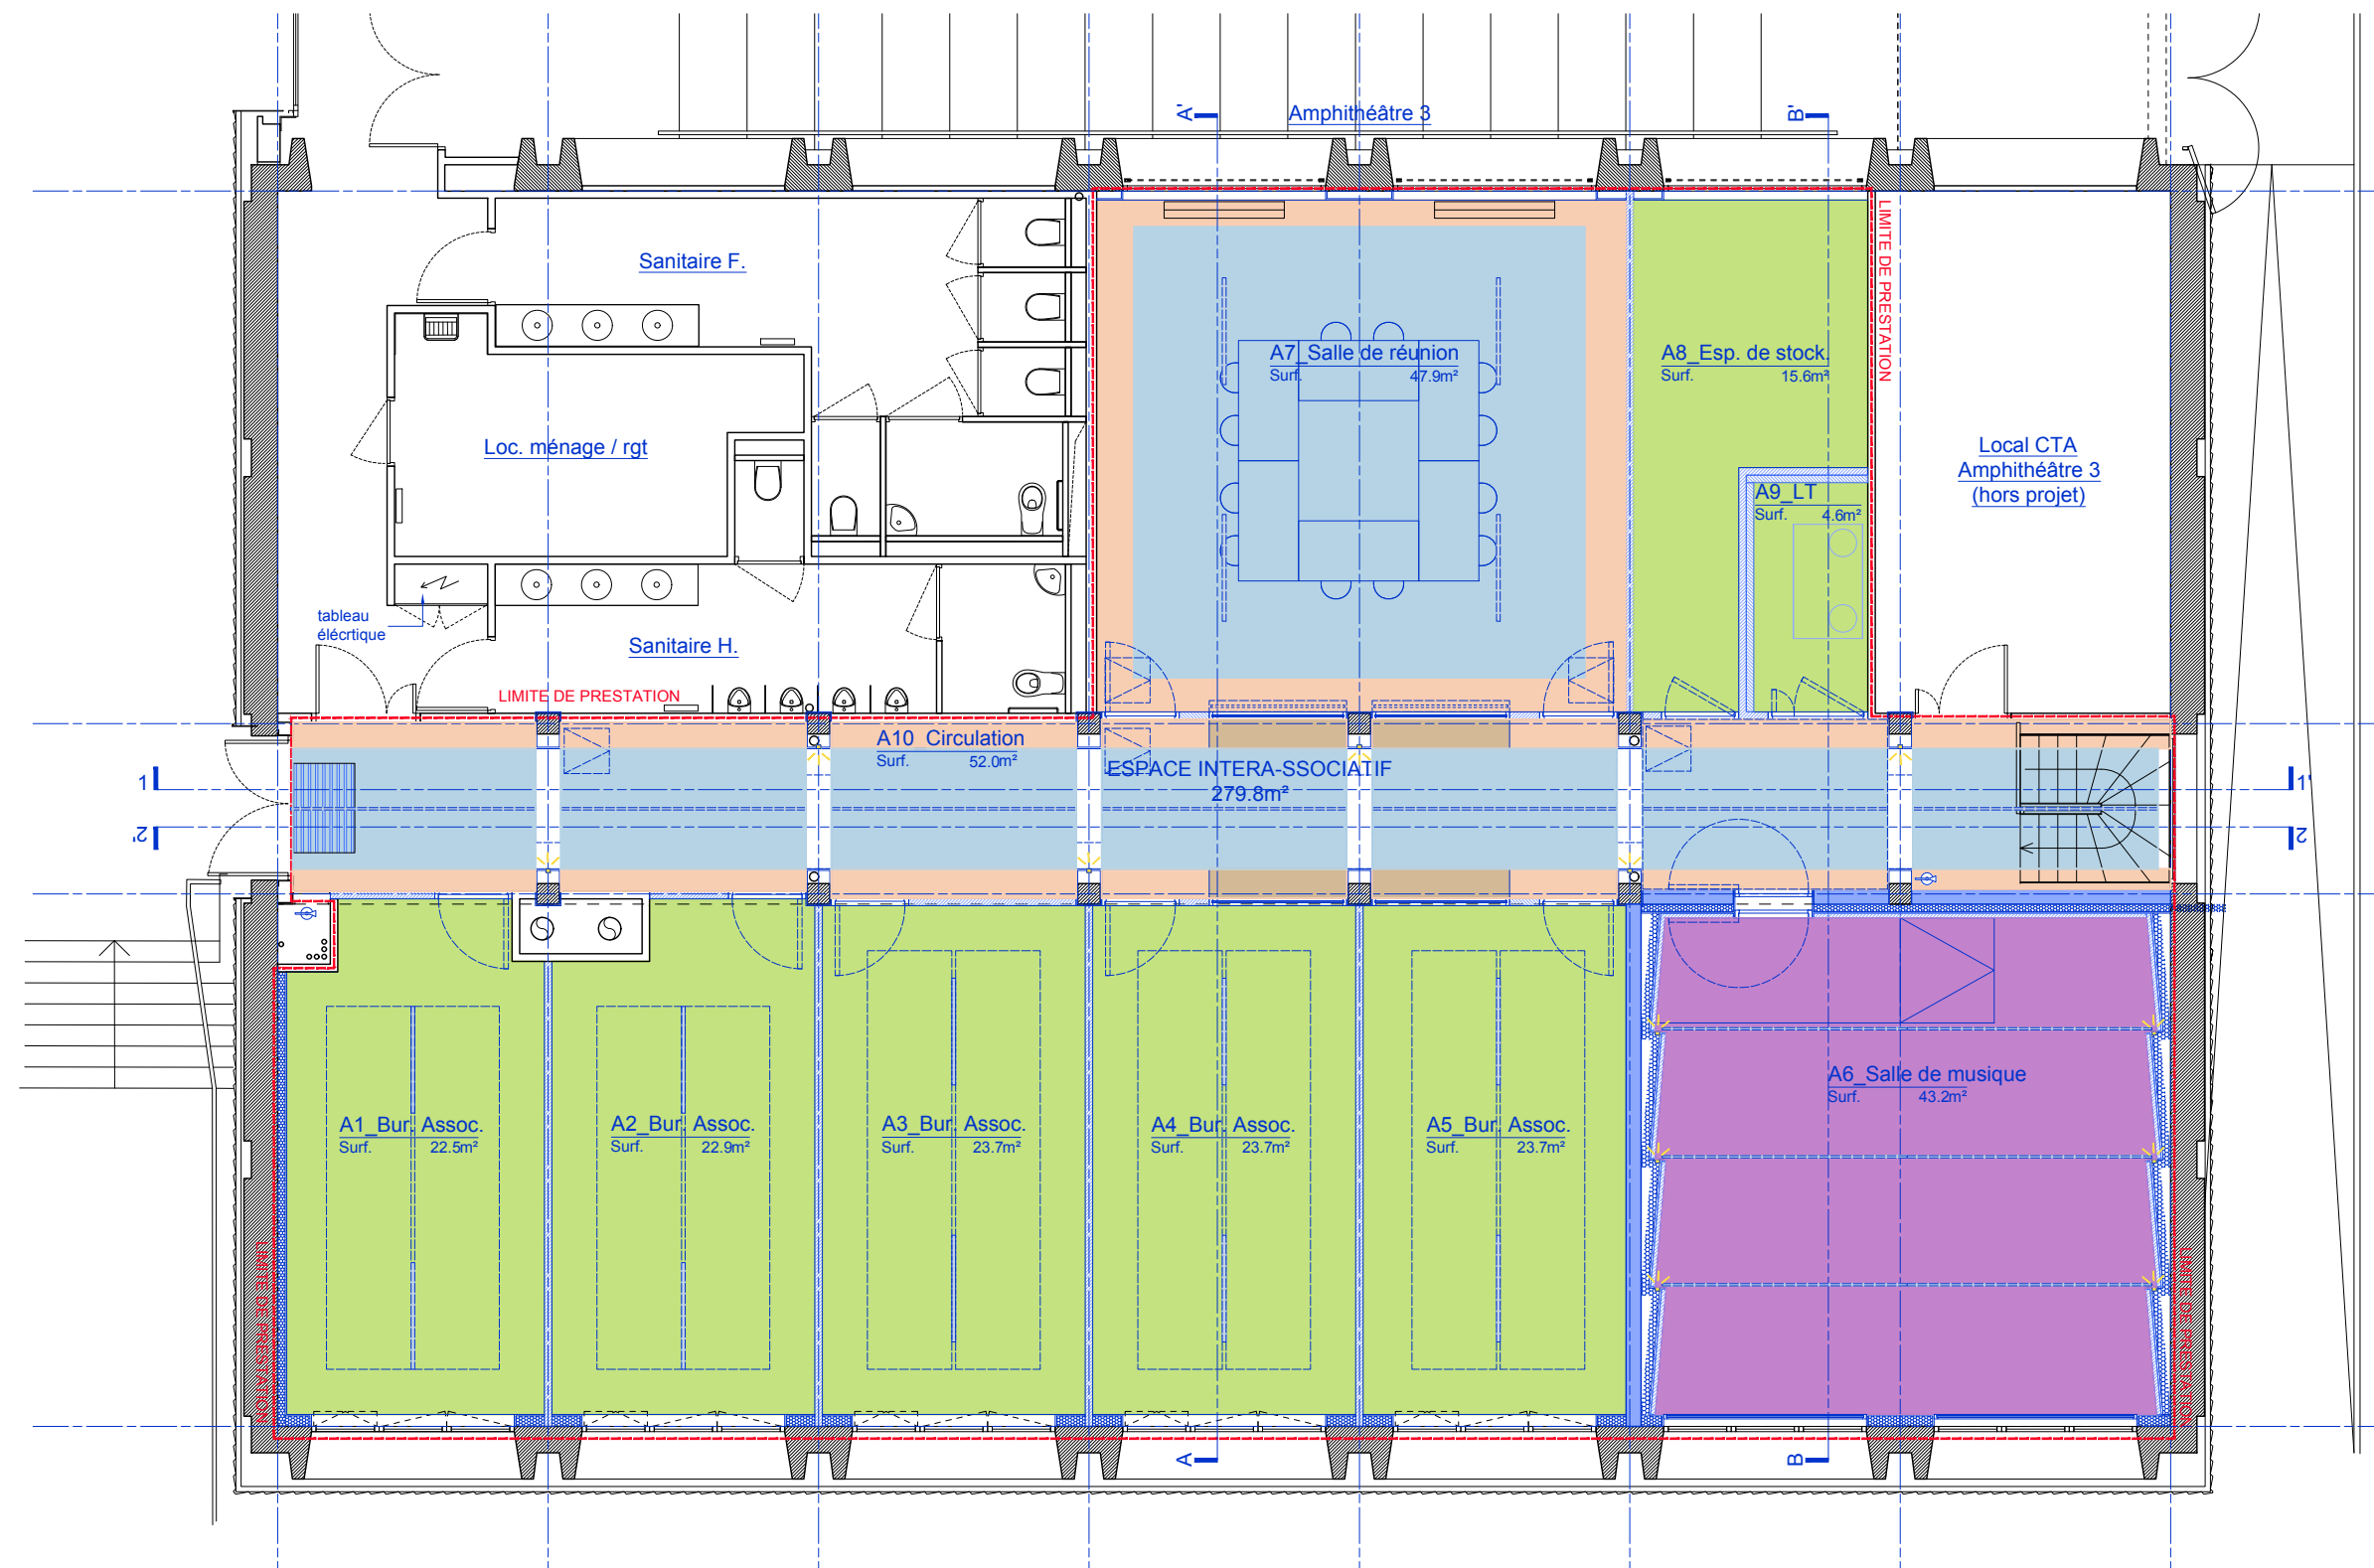 A'
Amphithéâtre 3
B'
LIMITE DE PRESTATION
Sanitaire F.
A7_Salle de réunion
Surf. 47.9m²
A8_Esp. de stock.
Surf. 15.6m²
Loc. ménage / rgt
Local CTA
Amphithéâtre 3
(hors projet)
A9_LT
Surf. 4.6m²
tableau
élécrtique
Sanitaire H.
LIMITE DE PRESTATION
A10_Circulation
Surf. 52.0m²
ESPACE INTERA-SSOCIATIF
279.8m²
1
1'
2'
2
A6_Salle de musique
Surf. 43.2m²
A1_Bur. Assoc.
Surf. 22.5m²
A2_Bur. Assoc.
Surf. 22.9m²
A3_Bur. Assoc.
Surf. 23.7m²
A4_Bur. Assoc.
Surf. 23.7m²
A5_Bur. Assoc.
Surf. 23.7m²
LIMITE DE PRESTATION
LIMITE DE PRESTATION
A
B